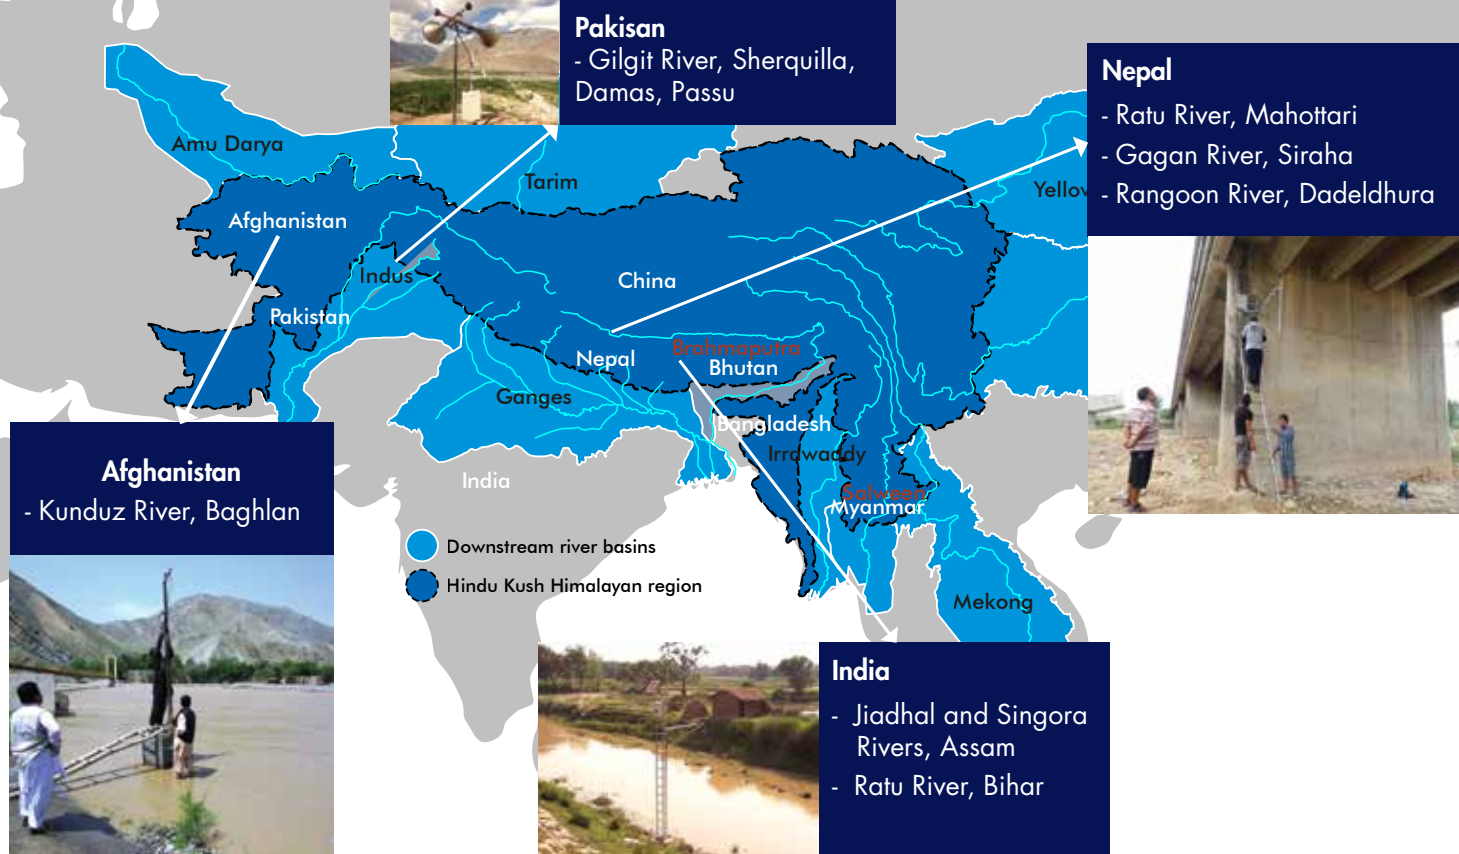 Pakisan
- Gilgit River, Sherquilla,
Damas, Passu
Nepal
- Ratu River, Mahottari
- Gagan River, Siraha
- Rangoon River, Dadeldhura
Amu Darya
Tarim
Yellow
Afghanistan
Indus
China
Pakistan
Brahmaputra
Nepal
Bhutan
Ganges
Bangladesh
Irrdwaddy
India
Salween
Myanmar
Mekong
Downstream river basins
Hindu Kush Himalayan region
Afghanistan
- Kunduz River, Baghlan
India
- Jiadhal and Singora
Rivers, Assam
- Ratu River, Bihar